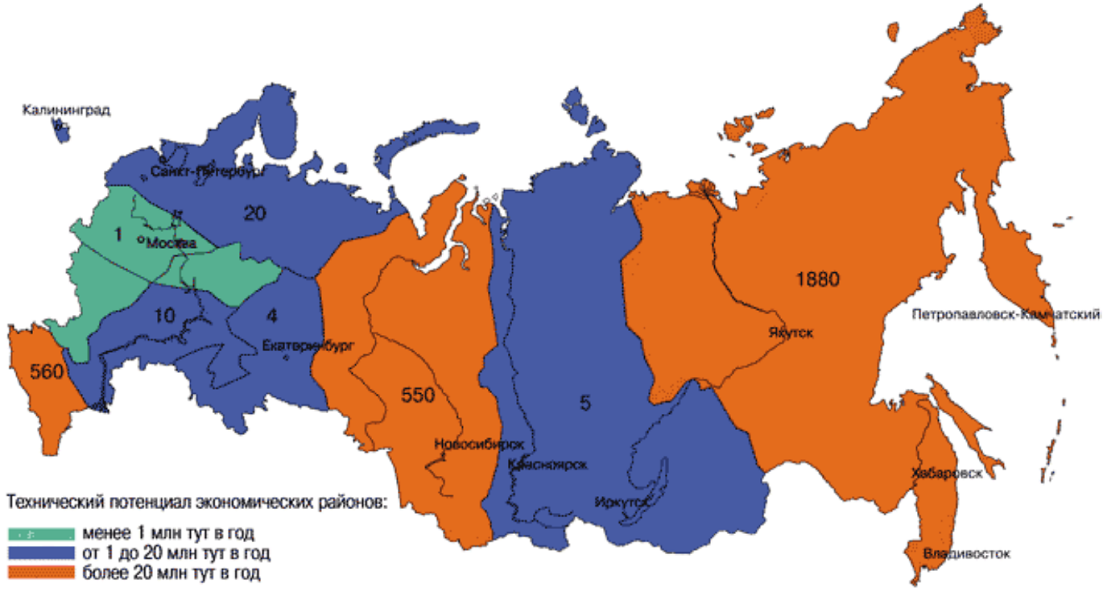 Калининград
Санкт-Петербург
20
1
Москва
1880
10
4
Петропавловск-Камчатский
Якутск
Екатеринбург
560
550
5
Новосибирск
Красноярск
Хабаровск
Иркутск
Технический потенциал экономических районов:
менее 1 млн тут в год
от 1 до 20 млн тут в год
Владивосток
более 20 млн тут в год